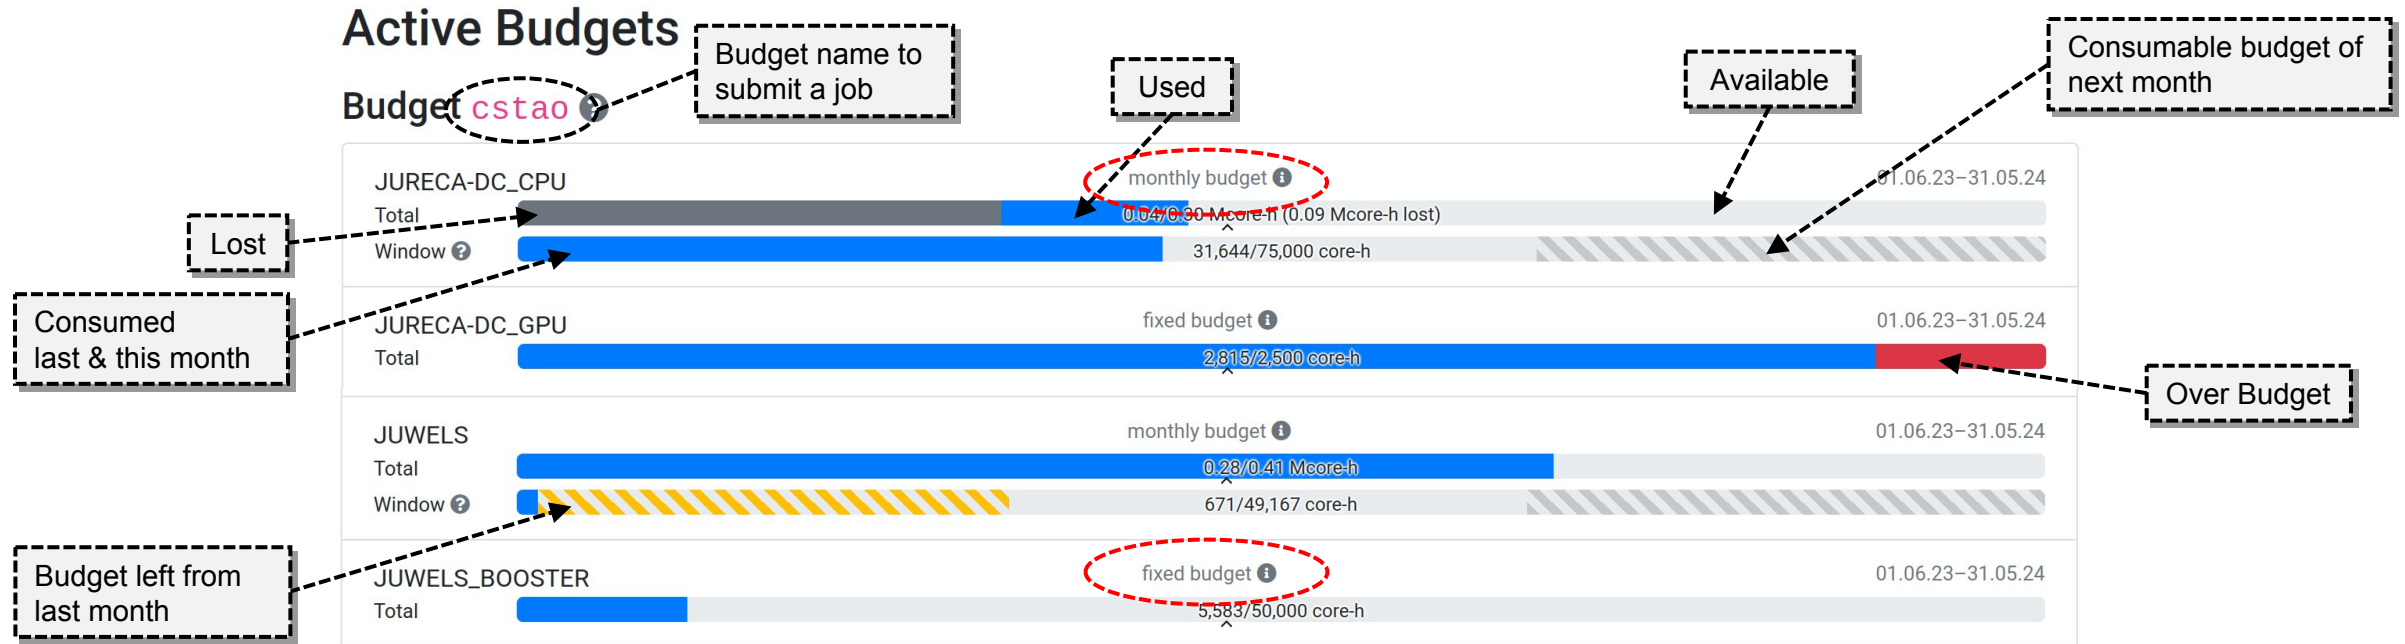 Active Budgets
Budget name to
submit a job
Used
Available
Consumable budget of
next month
Budget cstao ?
JURECA-DC_CPU
monthly budget
01.06.23–31.05.24
Total
0.04/0.30 Mcore-h (0.09 Mcore-h lost)
Lost
Window ?
31,644/75,000 core-h
Consumed
last & this month
JURECA-DC_GPU
fixed budget
01.06.23–31.05.24
Total
2,815/2,500 core-h
Over Budget
JUWELS
monthly budget
01.06.23–31.05.24
Total
0.28/0.41 Mcore-h
Window ?
671/49,167 core-h
Budget left from
last month
JUWELS_BOOSTER
fixed budget
01.06.23–31.05.24
Total
5,583/50,000 core-h